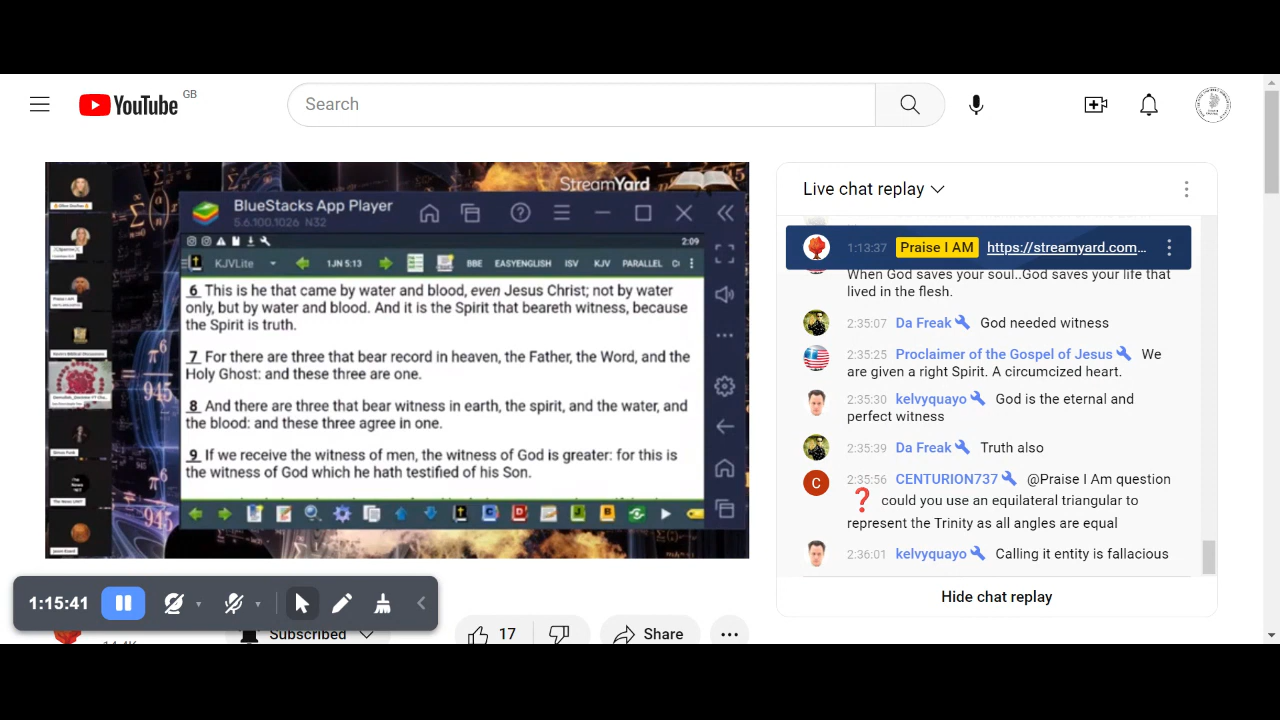 YouTube GB
Search
StreamYard
BlueStacks App Player
5.6.100.1026 N32
2:09
KJVLite 1JN 5:13 BBE EASYENGLISH ISV KJV PARALLEL
6 This is he that came by water and blood, even Jesus Christ; not by water
only, but by water and blood. And it is the Spirit that beareth witness, because
the Spirit is truth.
7 For there are three that bear record in heaven, the Father, the Word, and the
Holy Ghost: and these three are one.
8 And there are three that bear witness in earth, the spirit, and the water, and
the blood: and these three agree in one.
9 If we receive the witness of men, the witness of God is greater: for this is
the witness of God which he hath testified of his Son.
Live chat replay
1:13:37 Praise I AM https://streamyard.com...
When God saves your soul..God saves your life that
lived in the flesh.
2:35:07 Da Freak God needed witness
2:35:25 Proclaimer of the Gospel of Jesus We
are given a right Spirit. A circumcized heart.
2:35:30 kelvyquayo God is the eternal and
perfect witness
2:35:39 Da Freak Truth also
C 2:35:56 CENTURION737 @Praise I Am question
❓ could you use an equilateral triangular to
represent the Trinity as all angles are equal
2:36:01 kelvyquayo Calling it entity is fallacious
Hide chat replay
1:15:41
Subscribed 17 Share